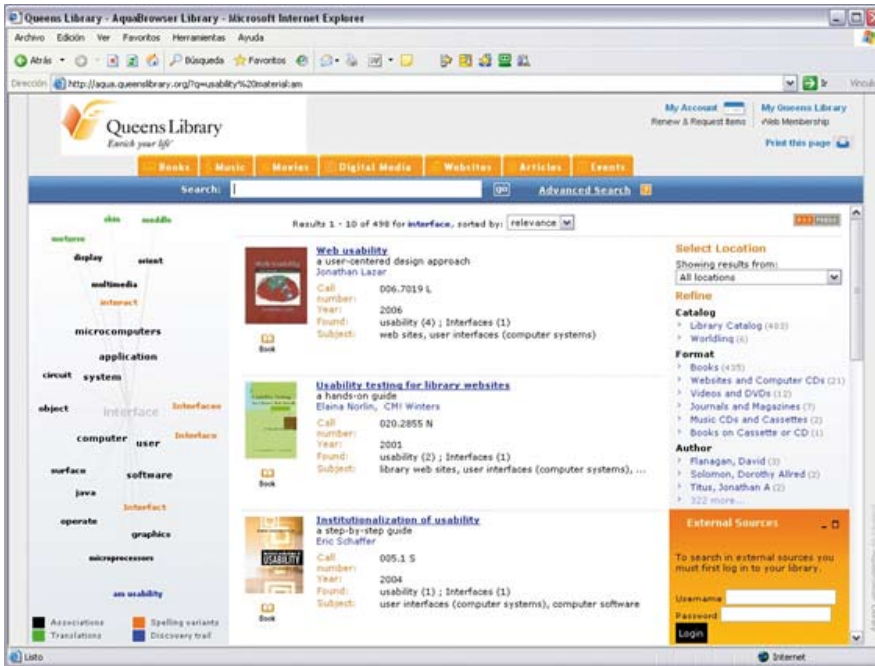 Queens Library - AquaBrowser Library - Microsoft Internet Explorer
Archivo Edición Ver Favoritos Herramientas Ayuda
Atrás Búsqueda Favoritos
Dirección http://aqua.queenslibrary.org/?q=usability%20material:am Ir
Queens Library
Enrich your life
My Account
Renew & Request Items
My Queens Library
Web Membership
Print this page
Books Music Movies Digital Media Websites Articles Events
Search: go Advanced Search
skin meddle
display orient
multimedia
interact
microcomputers
application
circuit system
object interface Interfaces
computer user Interface
surface software
java
Interfact
operate
graphics
microprocessors
am usability
Associations Spelling variants
Translations Discovery trail
Results 1 - 10 of 498 for interface, sorted by: relevance
Web usability
a user-centered design approach
Jonathan Lazar
Call number: 006.7019 L
Year: 2006
Found: usability (4) ; Interfaces (1)
Subject: web sites, user interfaces (computer systems)
Book
Usability testing for library websites
a hands-on guide
Elaina Norlin, CM! Winters
Call number: 020.2855 N
Year: 2001
Found: usability (2) ; Interfaces (1)
Subject: library web sites, user interfaces (computer systems), ...
Book
Institutionalization of usability
a step-by-step guide
Eric Schaffer
Call number: 005.1 S
Year: 2004
Found: usability (1) ; Interfaces (1)
Subject: user interfaces (computer systems), computer software
USABILITY
Book
Select Location
Showing results from:
All locations
Refine
Catalog
Library Catalog (483)
Worldling (6)
Format
Books (435)
Websites and Computer CDs (21)
Videos and DVDs (12)
Journals and Magazines (7)
Music CDs and Cassettes (2)
Books on Cassette or CD (1)
Author
Flanagan, David (3)
Solomon, Dorothy Allred (2)
Titus, Jonathan A (2)
322 more...
External Sources
To search in external sources you
must first log in to your library.
Username
Password
Login
Listo Internet